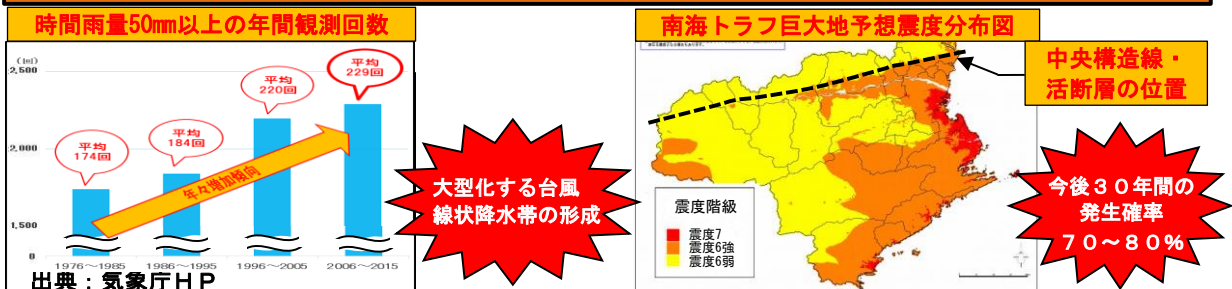 時間雨量50mm以上の年間観測回数
(回)
2,500
2,000
1,500
0
平均
174回
平均
184回
平均
220回
平均
229回
年々増加傾向
1976～1985
1986～1995
1996～2005
2006～2015
出典：気象庁HP
大型化する台風
線状降水帯の形成
南海トラフ巨大地予想震度分布図
中央構造線・
活断層の位置
震度階級
震度7
震度6強
震度6弱
今後３０年間の
発生確率
７０～８０％